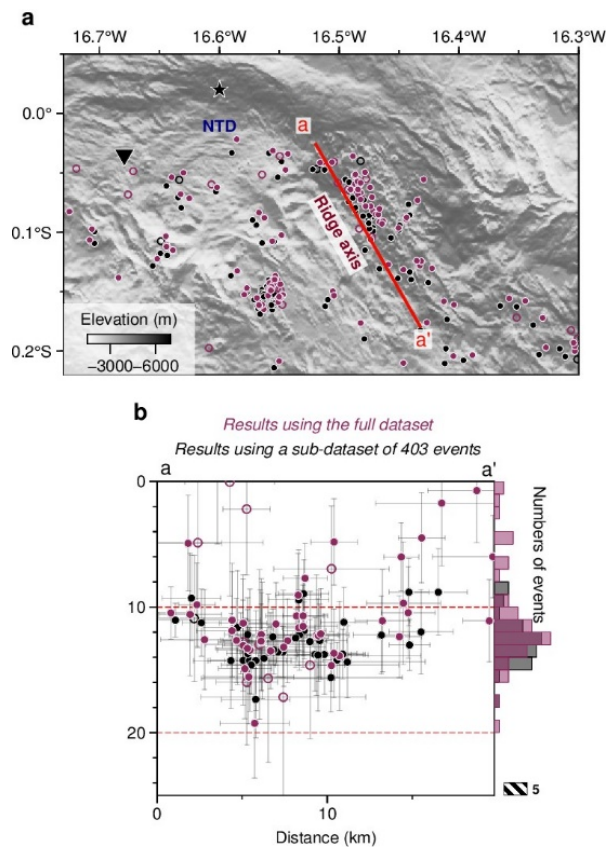 a
16.7°W 16.6°W 16.5°W 16.4°W 16.3°W
0.0°
NTD
a
0.1°S
Ridge axis
Elevation (m)
−3000−6000
0.2°S
a'
b
Results using the full dataset
Results using a sub-dataset of 403 events
a a'
0
Numbers of events
10
20
5
0 10
Distance (km)